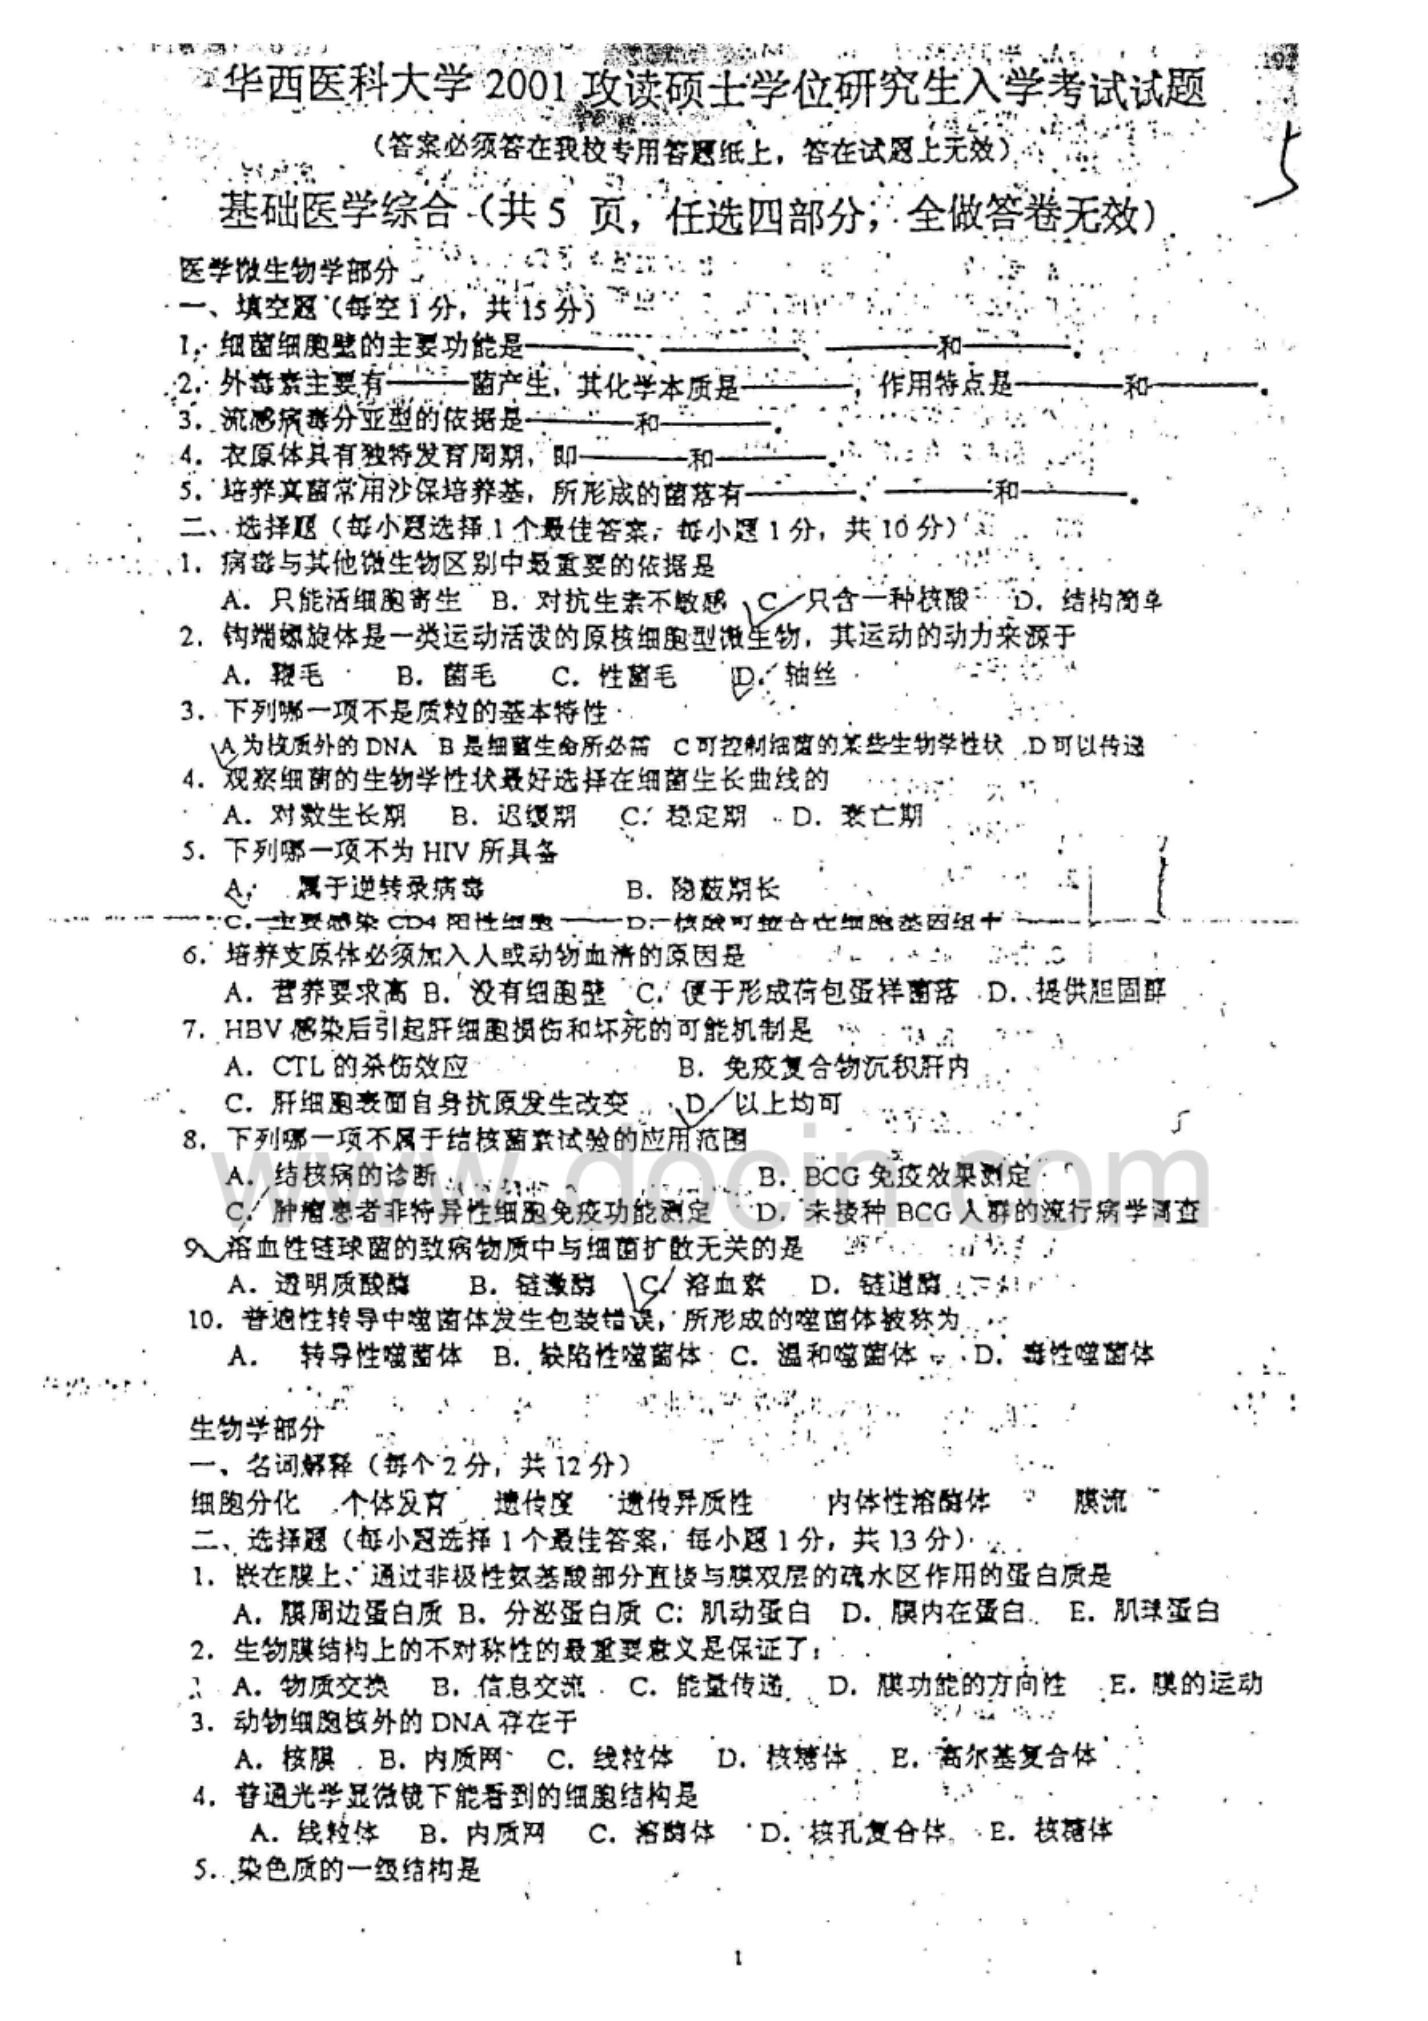 华西医科大学2001攻读硕士学位研究生入学考试试题
（答案必须答在我校专用答题纸上，答在试题上无效）
5
基础医学综合（共5 页，任选四部分，全做答卷无效）
医学微生物学部分
一、填空题（每空1分，共15分）
1．细菌细胞壁的主要功能是————、————、————和————。
2．外毒素主要有———菌产生，其化学本质是————，作用特点是————和————。
3．流感病毒分亚型的依据是————和————。
4．衣原体具有独特发育周期，即————和————。
5．培养真菌常用沙保培养基，所形成的菌落有————、————和————。
二、选择题（每小题选择1个最佳答案，每小题1分，共10分）
1．病毒与其他微生物区别中最重要的依据是
A．只能活细胞寄生 B．对抗生素不敏感 C．只含一种核酸 D．结构简单
2．钩端螺旋体是一类运动活泼的原核细胞型微生物，其运动的动力来源于
A．鞭毛 B．菌毛 C．性菌毛 D．轴丝
3．下列哪一项不是质粒的基本特性
A为核质外的DNA B是细菌生命所必需 C可控制细菌的某些生物学性状 D可以传递
4．观察细菌的生物学性状最好选择在细菌生长曲线的
A．对数生长期 B．迟缓期 C．稳定期 D．衰亡期
5．下列哪一项不为HIV所具备
A． 属于逆转录病毒 B．隐蔽期长
C．主要感染CD4阳性细胞 D．核酸可整合在细胞基因组中
6．培养支原体必须加入人或动物血清的原因是
A．营养要求高 B．没有细胞壁 C．便于形成荷包蛋样菌落 D．提供胆固醇
7．HBV感染后引起肝细胞损伤和坏死的可能机制是
A．CTL的杀伤效应 B．免疫复合物沉积肝内
C．肝细胞表面自身抗原发生改变 D．以上均可
8．下列哪一项不属于结核菌素试验的应用范围
A．结核病的诊断 B．BCG免疫效果测定
C．肿瘤患者非特异性细胞免疫功能测定 D．未接种BCG人群的流行病学调查
www.docin.com
9、溶血性链球菌的致病物质中与细菌扩散无关的是
A．透明质酸酶 B．链激酶 C．溶血素 D．链道酶
10．普遍性转导中噬菌体发生包装错误，所形成的噬菌体被称为
A． 转导性噬菌体 B．缺陷性噬菌体 C．温和噬菌体 D．毒性噬菌体
生物学部分
一、名词解释（每个2分，共12分）
细胞分化 个体发育 遗传度 遗传异质性 内体性溶酶体 膜流
二、选择题（每小题选择1个最佳答案，每小题1分，共13分）
1．嵌在膜上、通过非极性氨基酸部分直接与膜双层的疏水区作用的蛋白质是
A．膜周边蛋白质 B．分泌蛋白质 C：肌动蛋白 D．膜内在蛋白 E．肌球蛋白
2．生物膜结构上的不对称性的最重要意义是保证了：
A．物质交换 B．信息交流 C．能量传递 D．膜功能的方向性 E．膜的运动
3．动物细胞核外的DNA存在于
A．核膜 B．内质网 C．线粒体 D．核糖体 E．高尔基复合体
4．普通光学显微镜下能看到的细胞结构是
A．线粒体 B．内质网 C．溶酶体 D．核孔复合体 E．核糖体
5．染色质的一级结构是
1